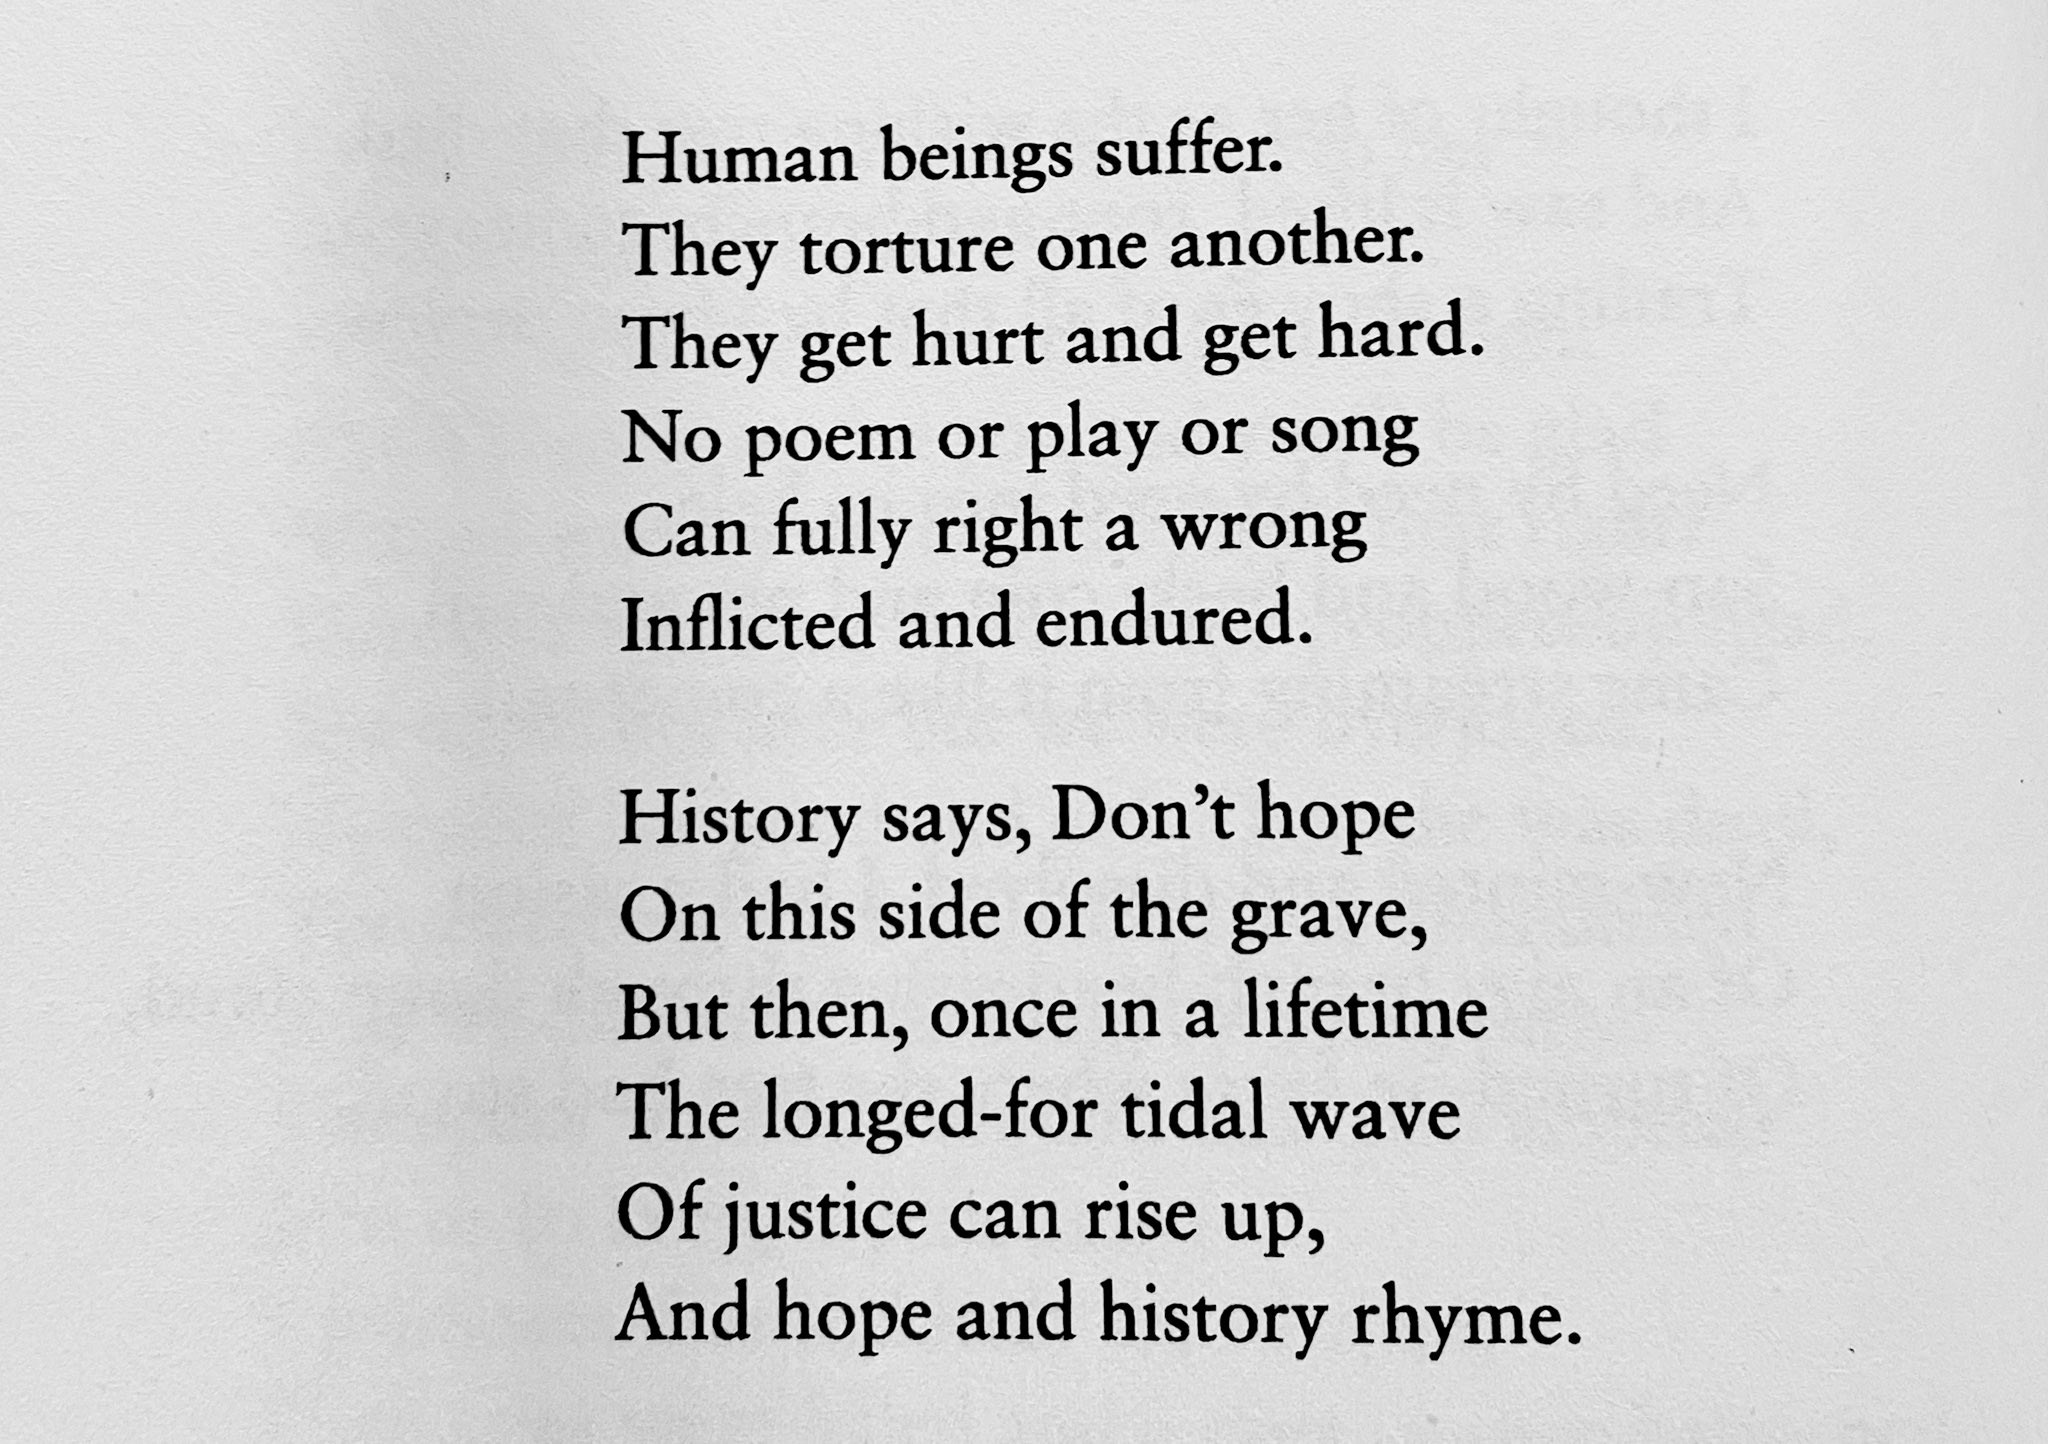 Human beings suffer.
They torture one another.
They get hurt and get hard.
No poem or play or song
Can fully right a wrong
Inflicted and endured.
History says, Don’t hope
On this side of the grave,
But then, once in a lifetime
The longed-for tidal wave
Of justice can rise up,
And hope and history rhyme.